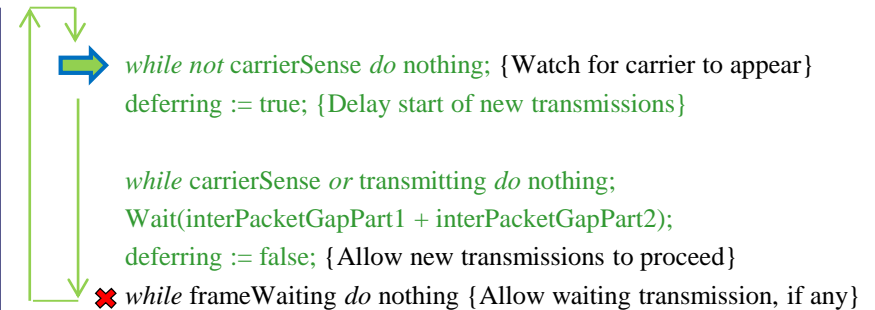 while not carrierSense do nothing; {Watch for carrier to appear}
deferring := true; {Delay start of new transmissions}
while carrierSense or transmitting do nothing;
Wait(interPacketGapPart1 + interPacketGapPart2);
deferring := false; {Allow new transmissions to proceed}
while frameWaiting do nothing {Allow waiting transmission, if any}